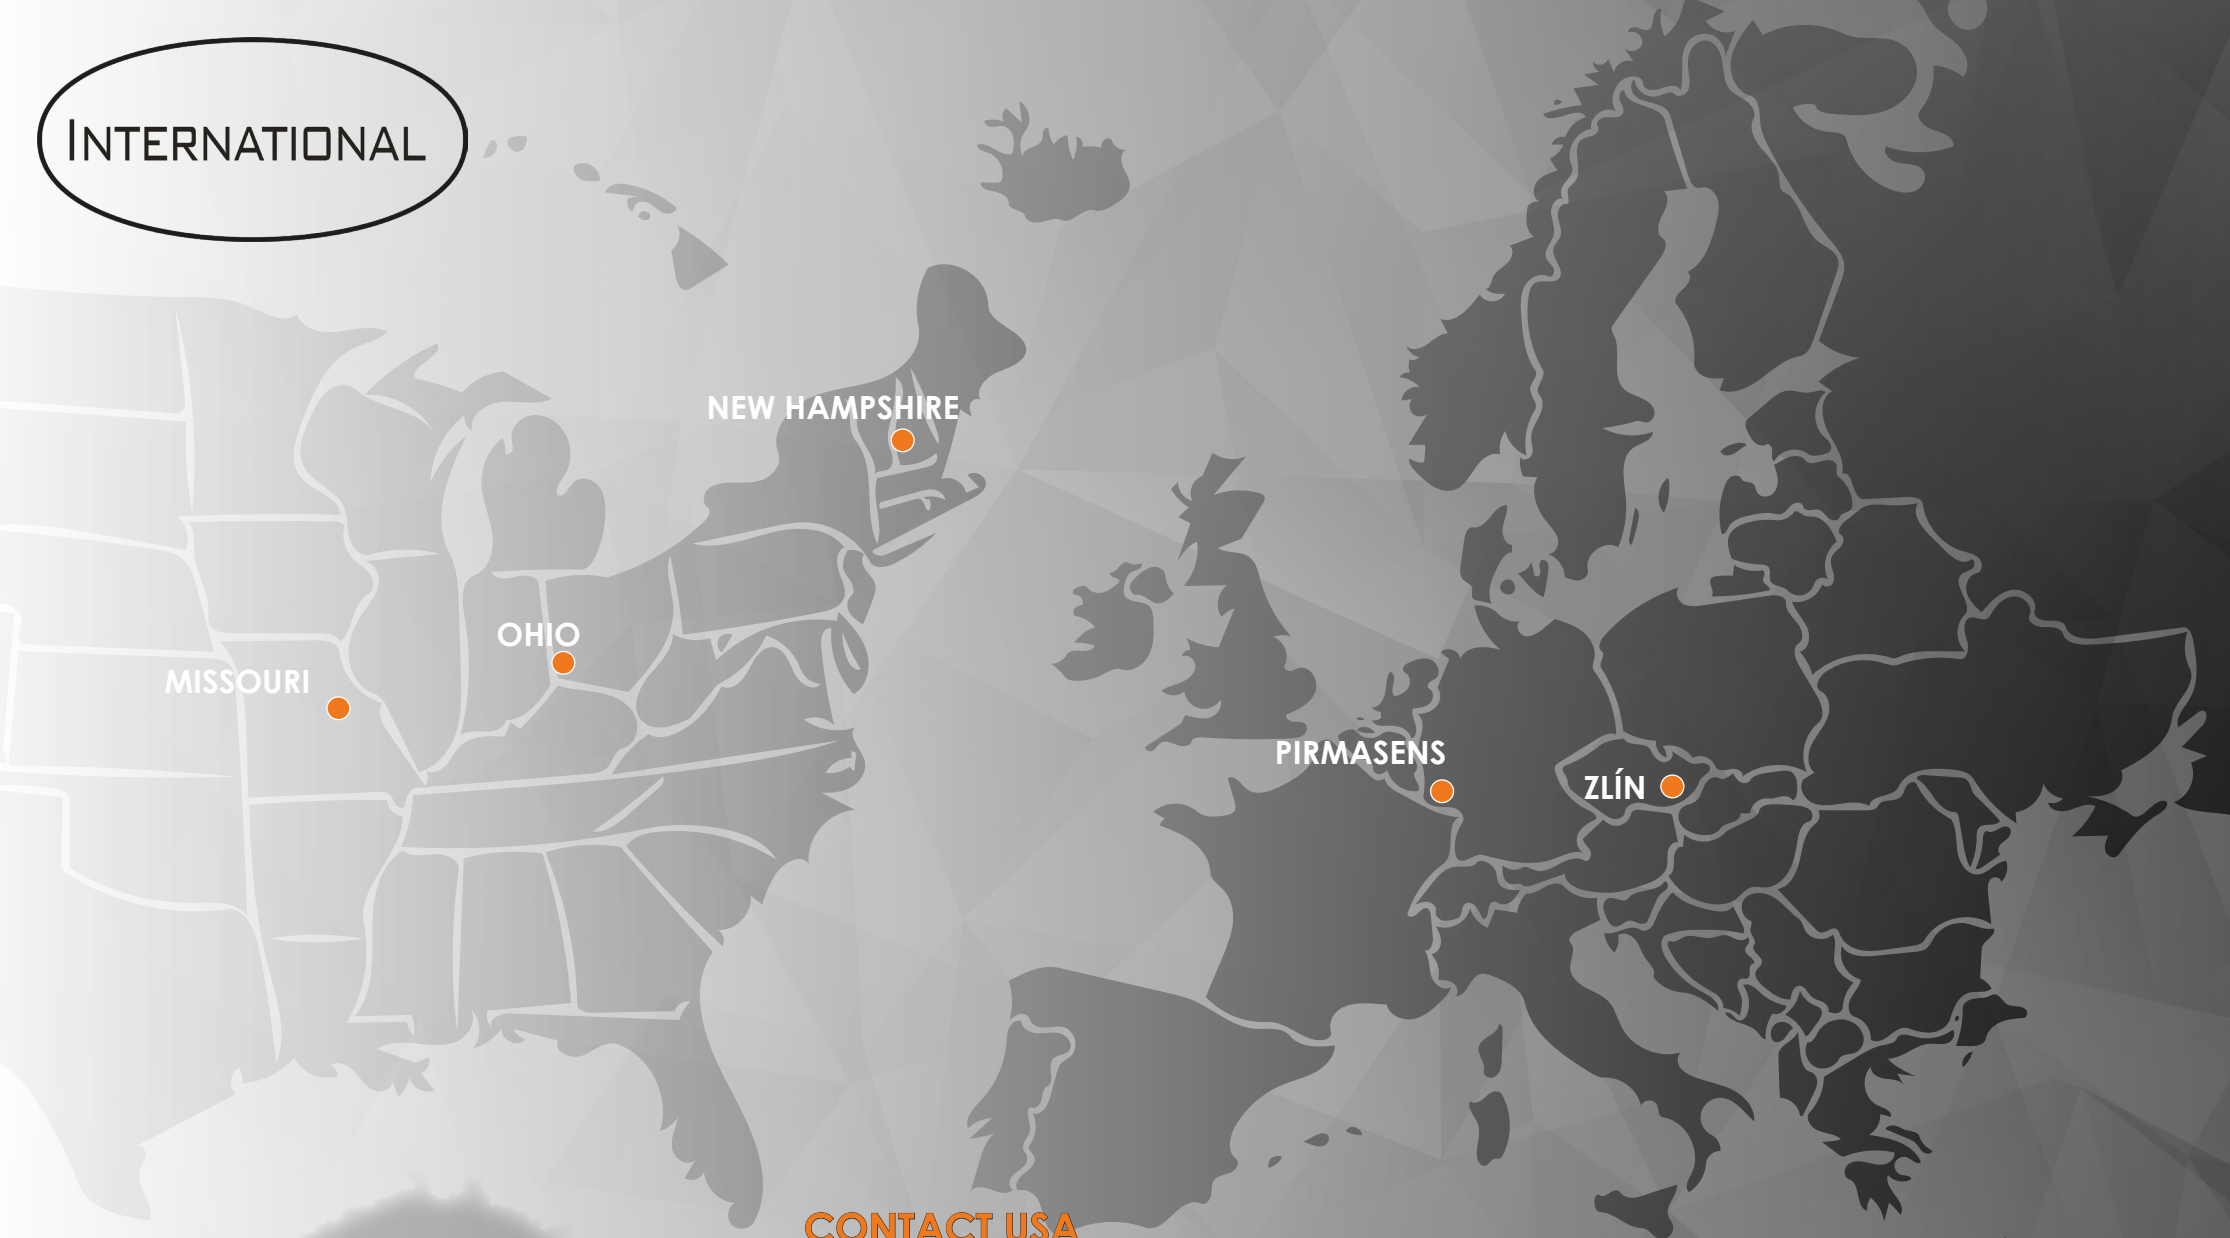 INTERNATIONAL
NEW HAMPSHIRE
OHIO
MISSOURI
PIRMASENS
ZLÍN
CONTACT USA